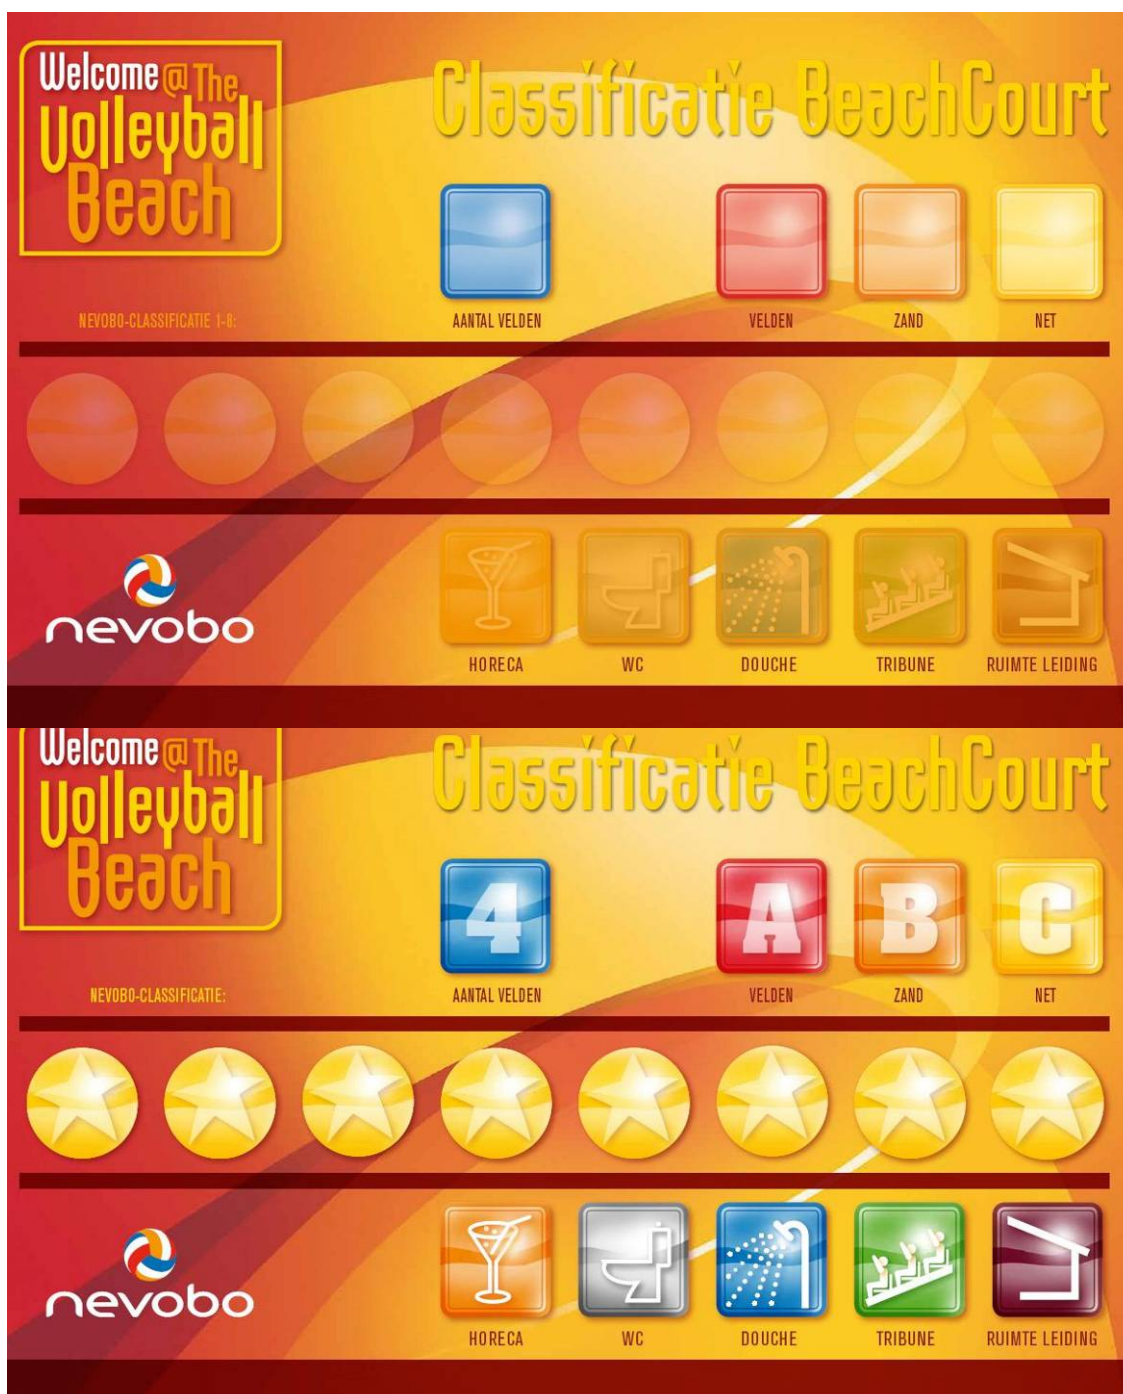 Welcome @ The
Volleyball
Beach
Classificatie BeachCourt
NEVOBO-CLASSIFICATIE 1-8:
AANTAL VELDEN
VELDEN
ZAND
NET
nevobo
HORECA
WC
DOUCHE
TRIBUNE
RUIMTE LEIDING
Welcome @ The
Volleyball
Beach
Classificatie BeachCourt
4
A
B
C
NEVOBO-CLASSIFICATIE:
AANTAL VELDEN
VELDEN
ZAND
NET
nevobo
HORECA
WC
DOUCHE
TRIBUNE
RUIMTE LEIDING